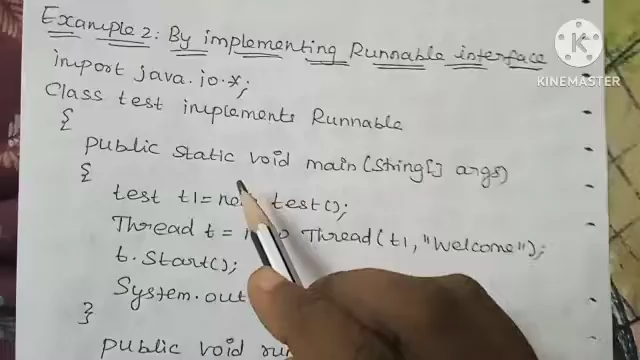 Example 2: By implementing Runnable interface
import java.io.*;
Class test implements Runnable
{
public static void main (String[] args)
{
test t1= test();
Thread t = Thread(t1, "Welcome");
t.Start();
System.out
}
public void
KINEMASTER